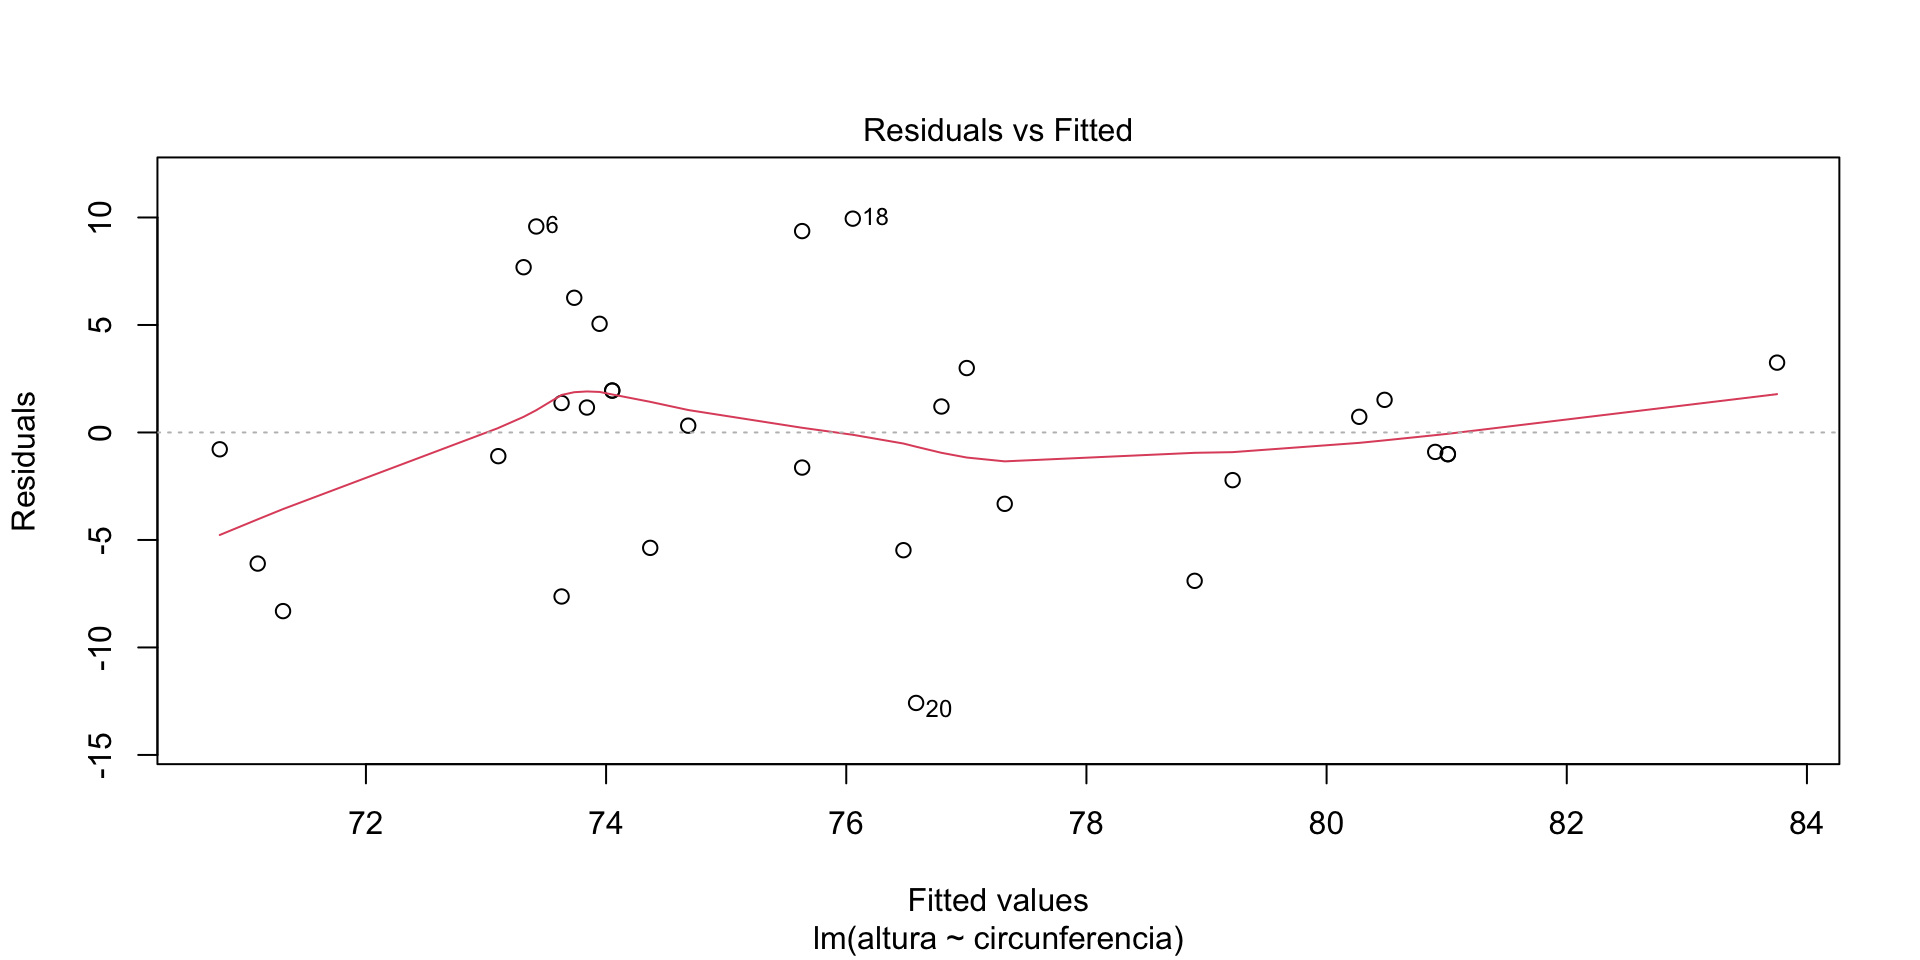 Residuals vs Fitted
10
5
0
-5
-10
-15
Residuals
6
18
20
72 74 76 78 80 82 84
Fitted values
lm(altura ~ circunferencia)